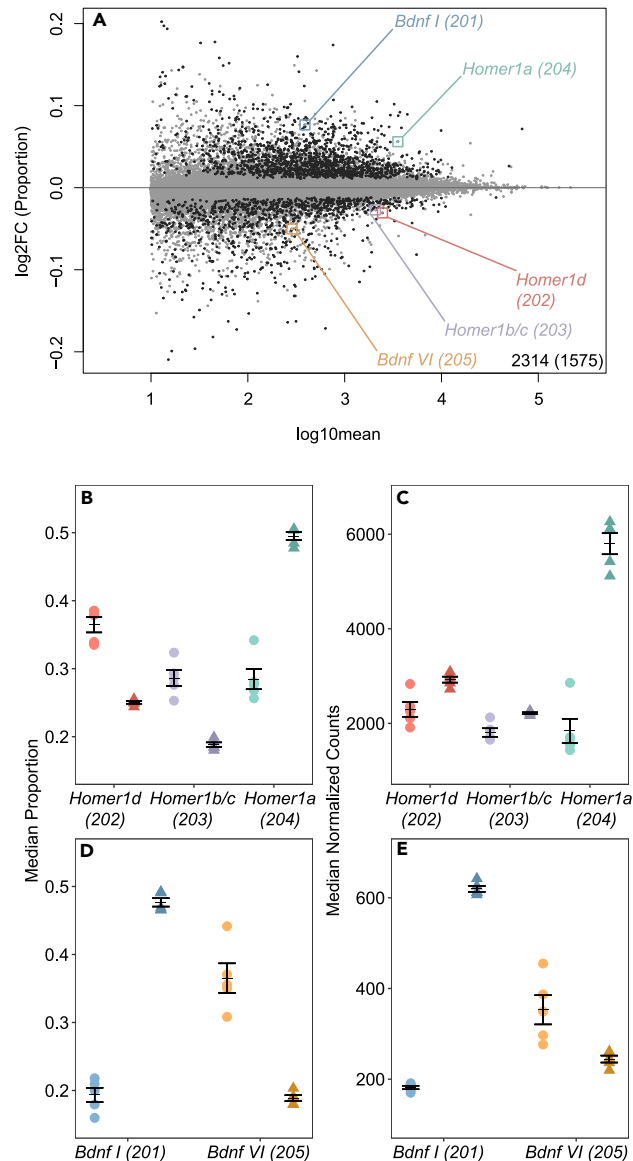 A
Bdnf I (201)
Homer1a (204)
0.2
0.1
0.0
−0.1
−0.2
log2FC (Proportion)
Homer1d
(202)
Homer1b/c (203)
Bdnf VI (205)
2314 (1575)
1 2 3 4 5
log10mean
B
0.5
0.4
0.3
0.2
Homer1d Homer1b/c Homer1a
(202) (203) (204)
C
6000
4000
2000
0
Homer1d Homer1b/c Homer1a
(202) (203) (204)
Median Proportion
Median Normalized Counts
D
0.5
0.4
0.3
0.2
Bdnf I (201) Bdnf VI (205)
E
600
400
200
Bdnf I (201) Bdnf VI (205)